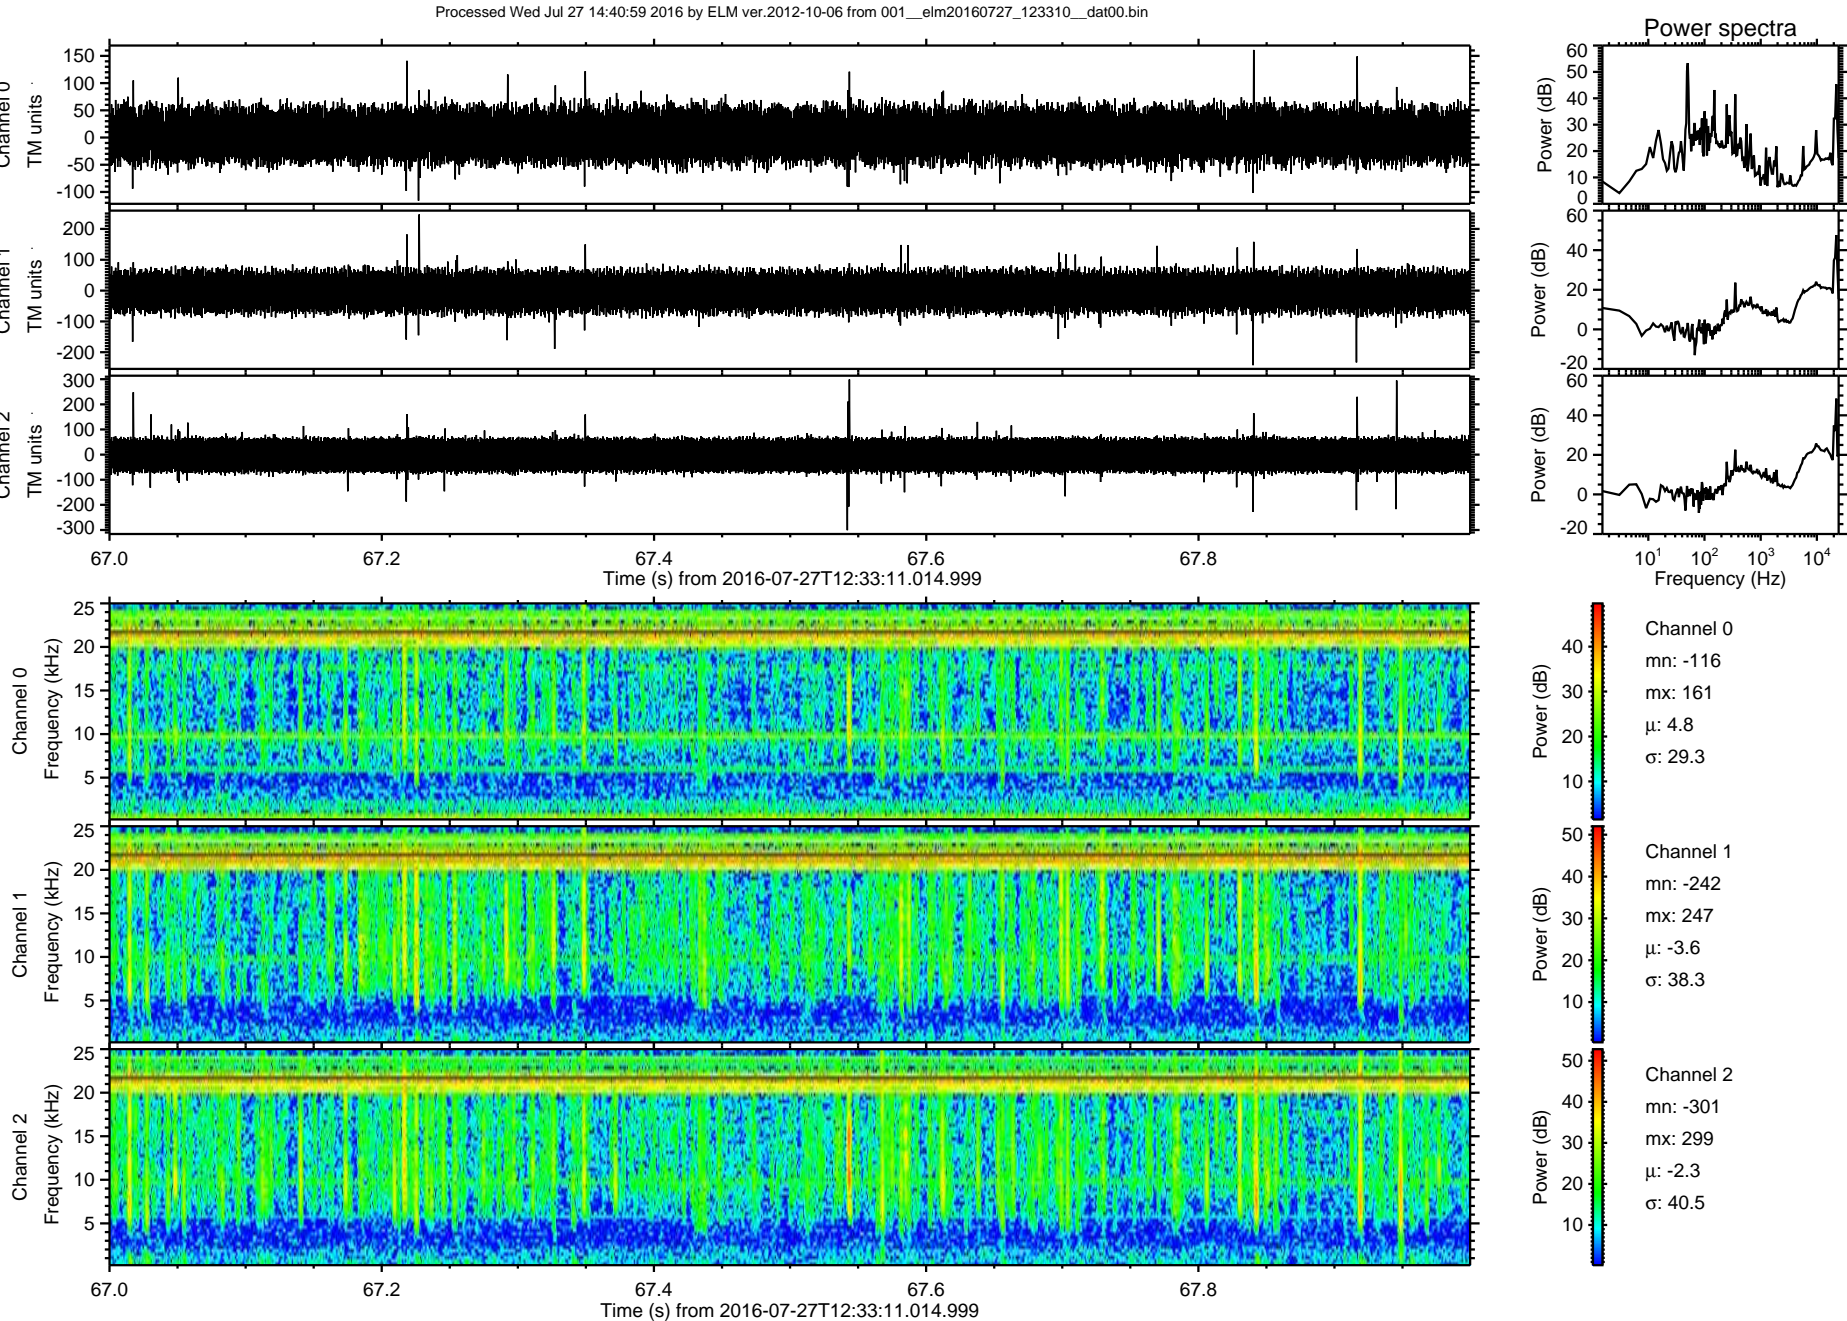 Processed Wed Jul 27 14:40:59 2016 by ELM ver.2012-10-06 from 001__elm20160727_123310__dat00.bin
Power spectra
Channel 0
TM units
150
100
50
0
-50
-100
Power (dB)
60
50
40
30
20
10
0
Channel 1
TM units
200
100
0
-100
-200
Power (dB)
60
40
20
0
-20
Channel 2
TM units
300
200
100
0
-100
-200
-300
Power (dB)
60
40
20
0
-20
67.0 67.2 67.4 67.6 67.8
Time (s) from 2016-07-27T12:33:11.014.999
10¹ 10² 10³ 10⁴
Frequency (Hz)
Channel 0
Frequency (kHz)
25
20
15
10
5
Power (dB)
40
30
20
10
Channel 0
mn: -116
mx: 161
μ: 4.8
σ: 29.3
Channel 1
Frequency (kHz)
25
20
15
10
5
Power (dB)
50
40
30
20
10
Channel 1
mn: -242
mx: 247
μ: -3.6
σ: 38.3
Channel 2
Frequency (kHz)
25
20
15
10
5
Power (dB)
50
40
30
20
10
Channel 2
mn: -301
mx: 299
μ: -2.3
σ: 40.5
67.0 67.2 67.4 67.6 67.8
Time (s) from 2016-07-27T12:33:11.014.999